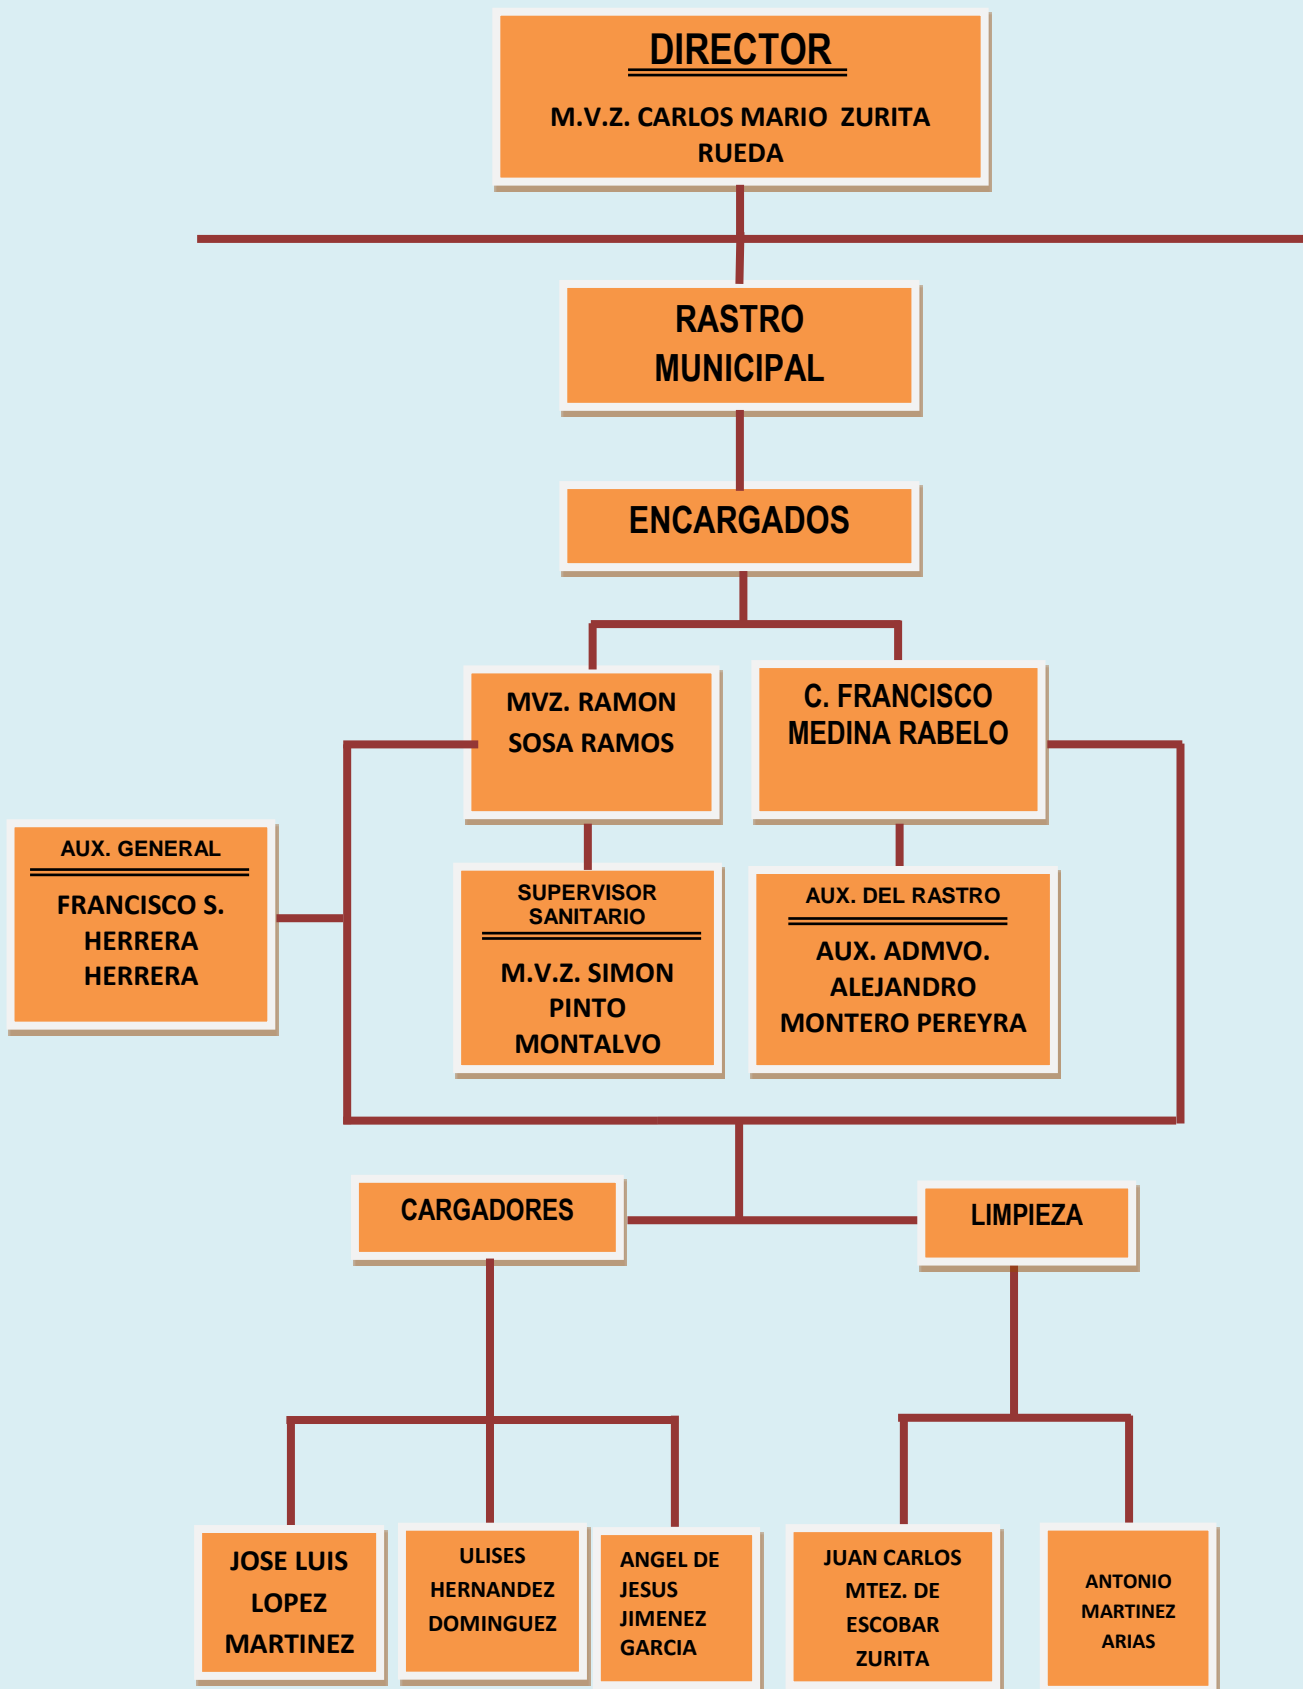 DIRECTOR
M.V.Z. CARLOS MARIO ZURITA
RUEDA
RASTRO
MUNICIPAL
ENCARGADOS
MVZ. RAMON
SOSA RAMOS
C. FRANCISCO
MEDINA RABELO
AUX. GENERAL
FRANCISCO S.
HERRERA
HERRERA
SUPERVISOR
SANITARIO
M.V.Z. SIMON
PINTO
MONTALVO
AUX. DEL RASTRO
AUX. ADMVO.
ALEJANDRO
MONTERO PEREYRA
CARGADORES
LIMPIEZA
JOSE LUIS
LOPEZ
MARTINEZ
ULISES
HERNANDEZ
DOMINGUEZ
ANGEL DE
JESUS
JIMENEZ
GARCIA
JUAN CARLOS
MTEZ. DE
ESCOBAR
ZURITA
ANTONIO
MARTINEZ
ARIAS